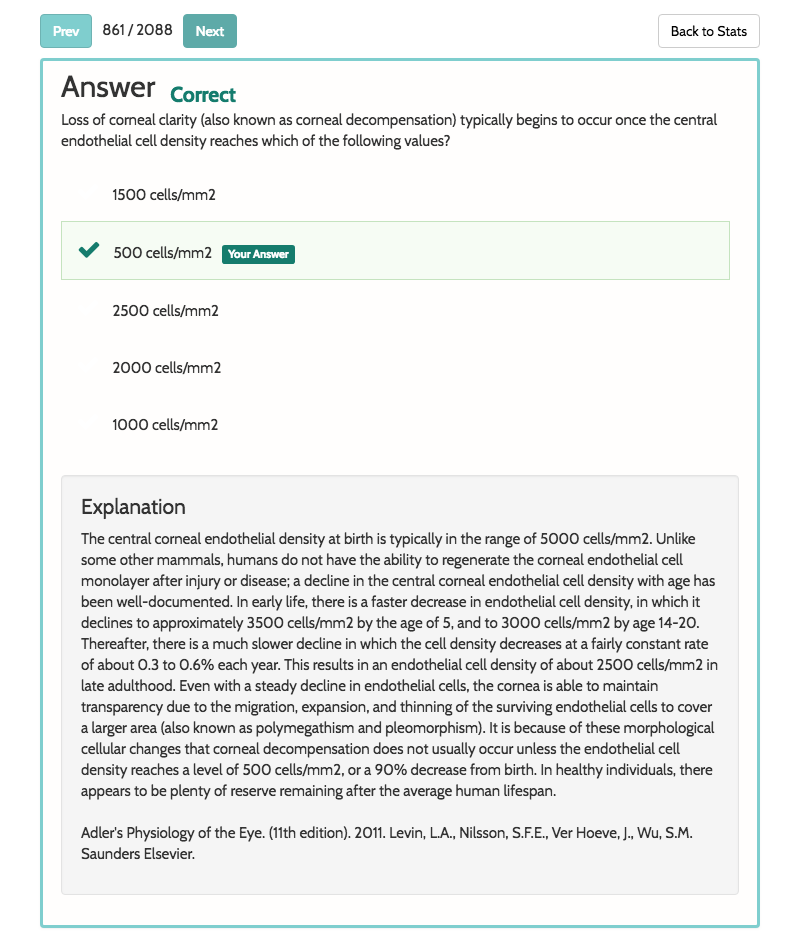 Prev 861 / 2088 Next Back to Stats
Answer Correct
Loss of corneal clarity (also known as corneal decompensation) typically begins to occur once the central
endothelial cell density reaches which of the following values?
1500 cells/mm2
500 cells/mm2 Your Answer
2500 cells/mm2
2000 cells/mm2
1000 cells/mm2
Explanation
The central corneal endothelial density at birth is typically in the range of 5000 cells/mm2. Unlike
some other mammals, humans do not have the ability to regenerate the corneal endothelial cell
monolayer after injury or disease; a decline in the central corneal endothelial cell density with age has
been well-documented. In early life, there is a faster decrease in endothelial cell density, in which it
declines to approximately 3500 cells/mm2 by the age of 5, and to 3000 cells/mm2 by age 14-20.
Thereafter, there is a much slower decline in which the cell density decreases at a fairly constant rate
of about 0.3 to 0.6% each year. This results in an endothelial cell density of about 2500 cells/mm2 in
late adulthood. Even with a steady decline in endothelial cells, the cornea is able to maintain
transparency due to the migration, expansion, and thinning of the surviving endothelial cells to cover
a larger area (also known as polymegathism and pleomorphism). It is because of these morphological
cellular changes that corneal decompensation does not usually occur unless the endothelial cell
density reaches a level of 500 cells/mm2, or a 90% decrease from birth. In healthy individuals, there
appears to be plenty of reserve remaining after the average human lifespan.
Adler's Physiology of the Eye. (11th edition). 2011. Levin, L.A., Nilsson, S.F.E., Ver Hoeve, J., Wu, S.M.
Saunders Elsevier.